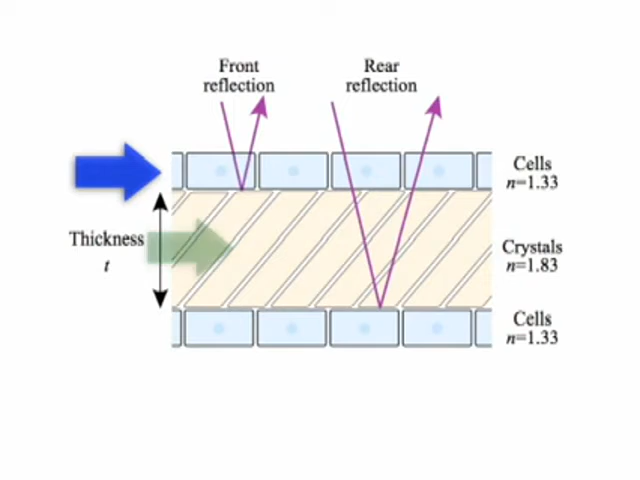 Front
reflection
Rear
reflection
Cells
n=1.33
Thickness
t
Crystals
n=1.83
Cells
n=1.33